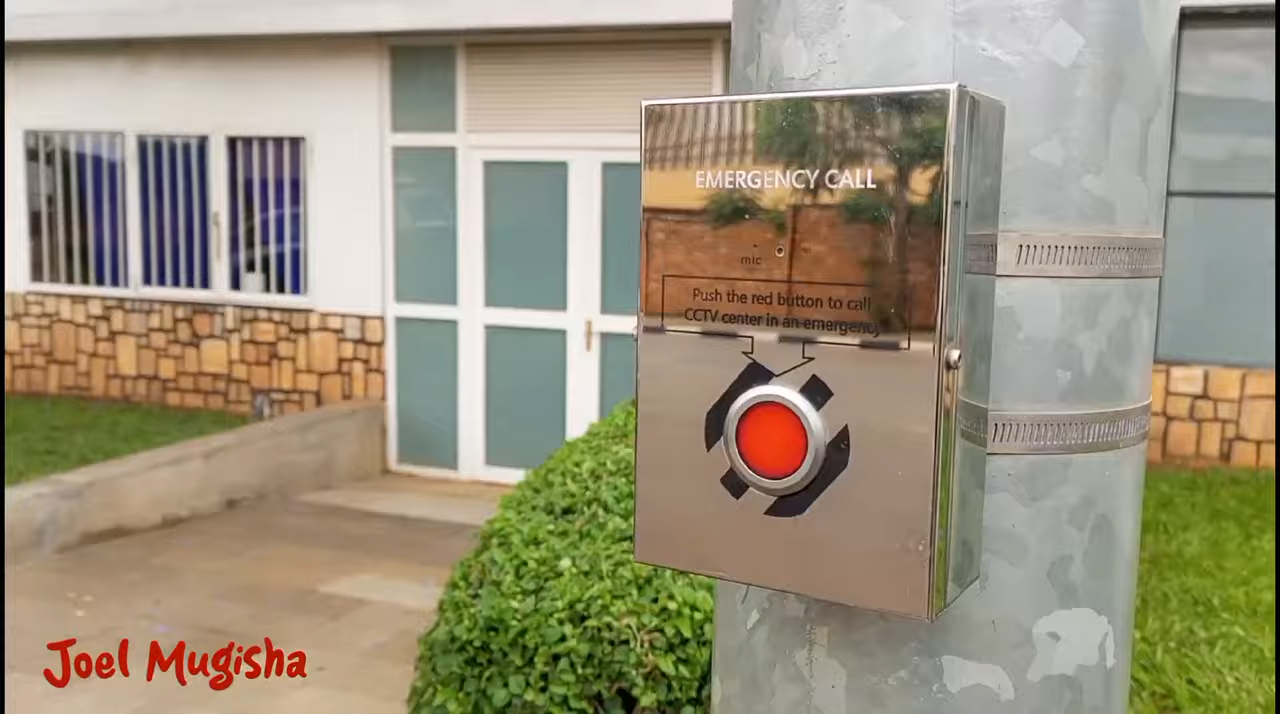 EMERGENCY CALL
mic
Push the red button to call
CCTV center in an emergency
Joel Mugisha